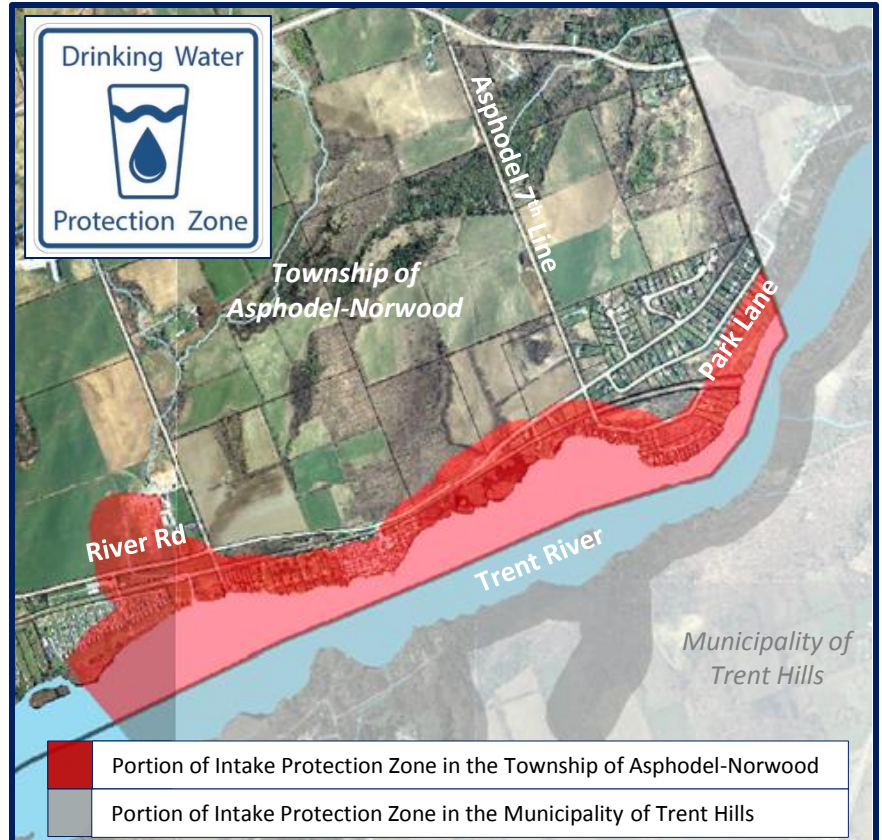 Drinking Water
Protection Zone
Asphodel 7th Line
Township of
Asphodel-Norwood
Park Lane
River Rd
Trent River
Municipality of
Trent Hills
Portion of Intake Protection Zone in the Township of Asphodel-Norwood
Portion of Intake Protection Zone in the Municipality of Trent Hills